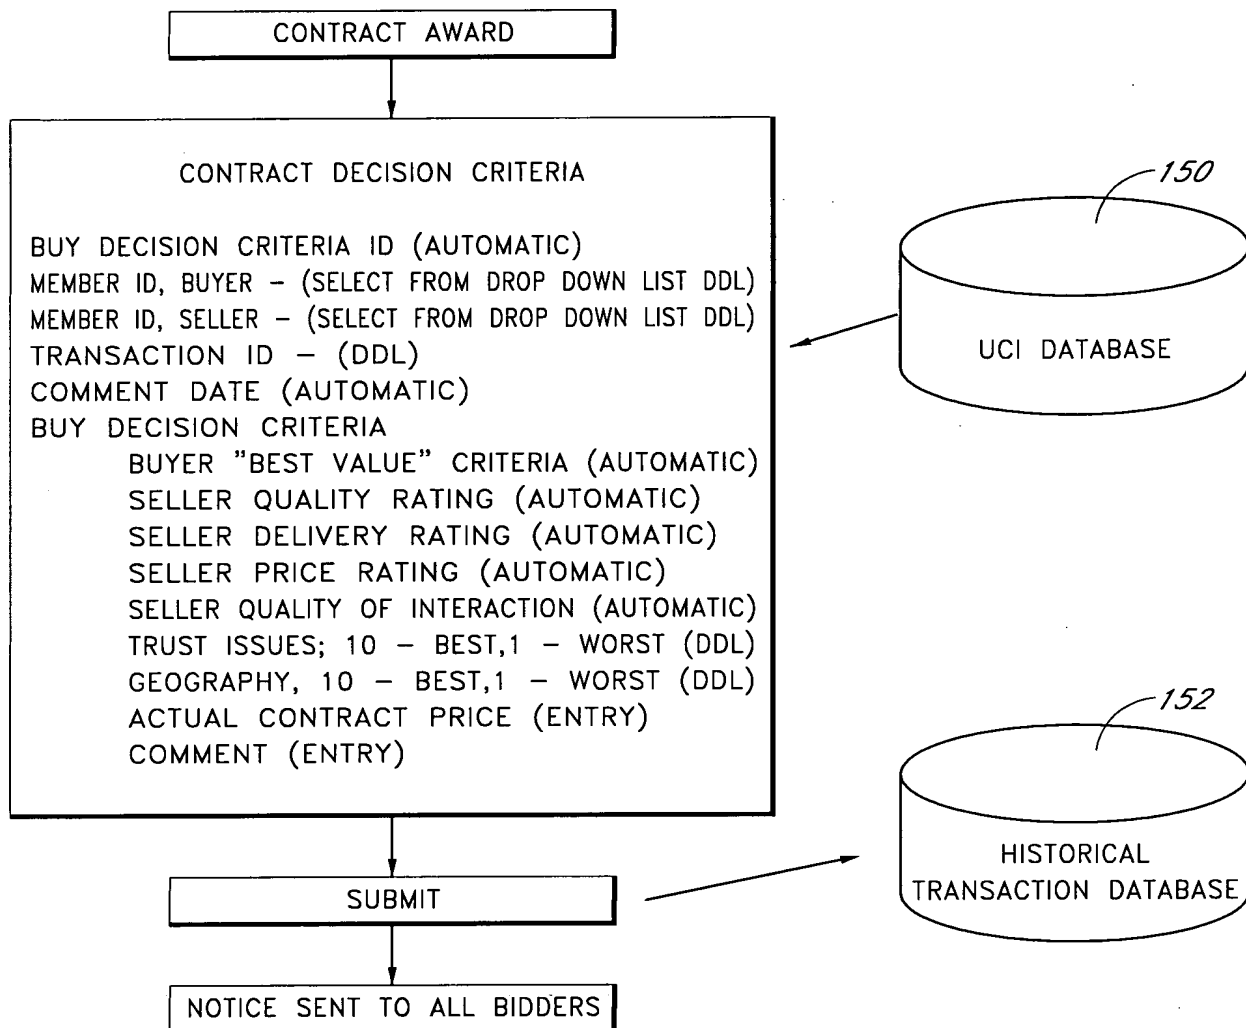 CONTRACT AWARD
CONTRACT DECISION CRITERIA
BUY DECISION CRITERIA ID (AUTOMATIC)
MEMBER ID, BUYER – (SELECT FROM DROP DOWN LIST DDL)
MEMBER ID, SELLER – (SELECT FROM DROP DOWN LIST DDL)
TRANSACTION ID – (DDL)
COMMENT DATE (AUTOMATIC)
BUY DECISION CRITERIA
BUYER "BEST VALUE" CRITERIA (AUTOMATIC)
SELLER QUALITY RATING (AUTOMATIC)
SELLER DELIVERY RATING (AUTOMATIC)
SELLER PRICE RATING (AUTOMATIC)
SELLER QUALITY OF INTERACTION (AUTOMATIC)
TRUST ISSUES; 10 – BEST,1 – WORST (DDL)
GEOGRAPHY, 10 – BEST,1 – WORST (DDL)
ACTUAL CONTRACT PRICE (ENTRY)
COMMENT (ENTRY)
SUBMIT
NOTICE SENT TO ALL BIDDERS
150
UCI DATABASE
152
HISTORICAL
TRANSACTION DATABASE